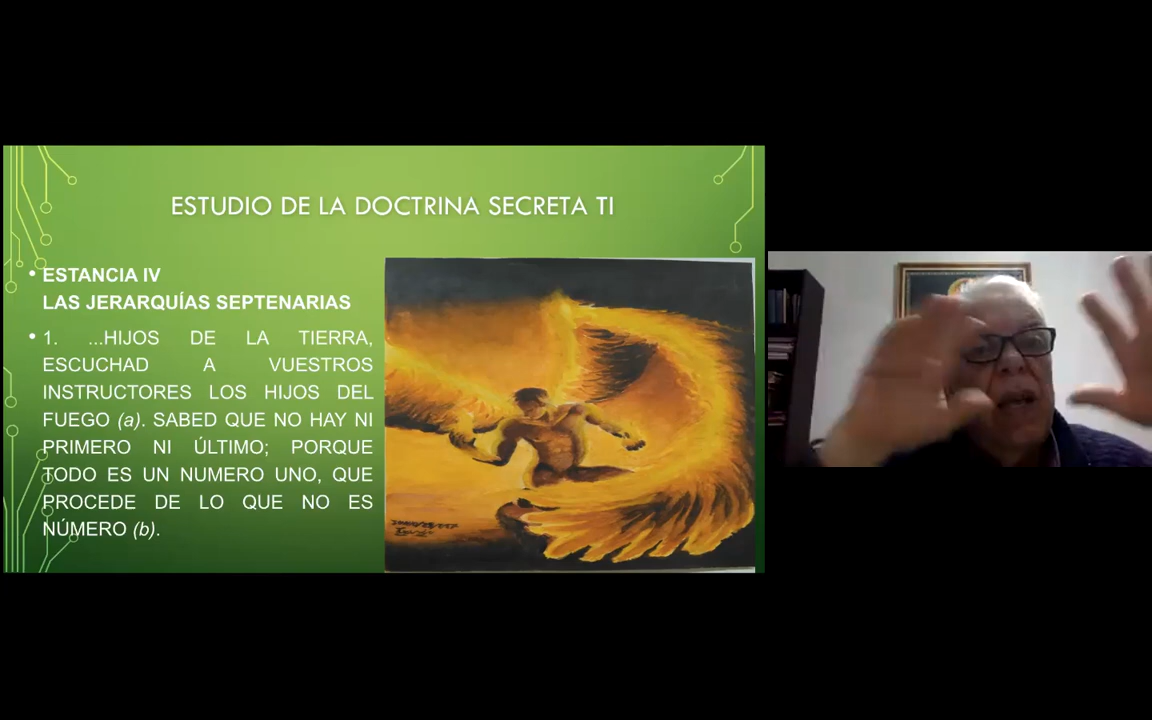 ESTUDIO DE LA DOCTRINA SECRETA TI
• ESTANCIA IV
LAS JERARQUÍAS SEPTENARIAS
• 1. ...HIJOS DE LA TIERRA,
ESCUCHAD A VUESTROS
INSTRUCTORES LOS HIJOS DEL
FUEGO (a). SABED QUE NO HAY NI
PRIMERO NI ÚLTIMO; PORQUE
TODO ES UN NUMERO UNO, QUE
PROCEDE DE LO QUE NO ES
NÚMERO (b).